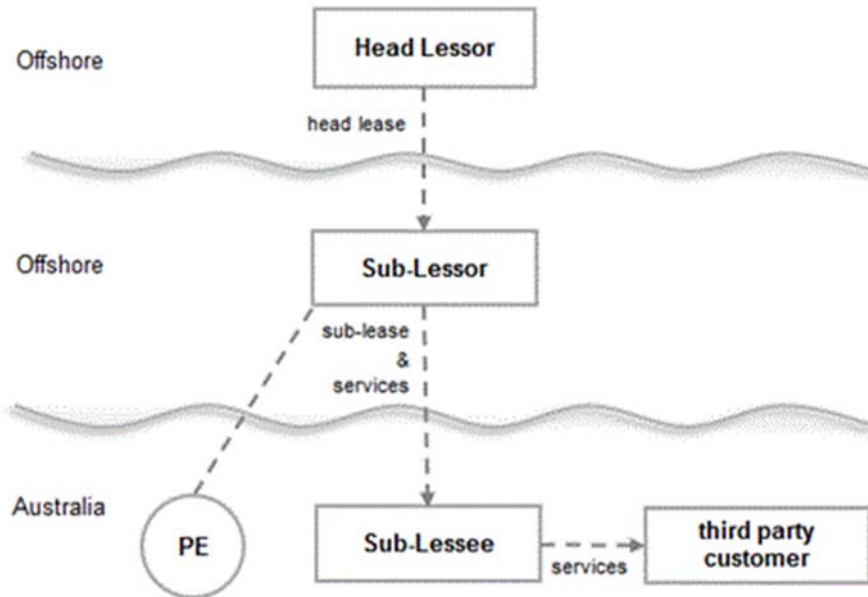 Offshore
Head Lessor
head lease
Offshore
Sub-Lessor
sub-lease
&
services
Australia
PE
Sub-Lessee
services
third party
customer